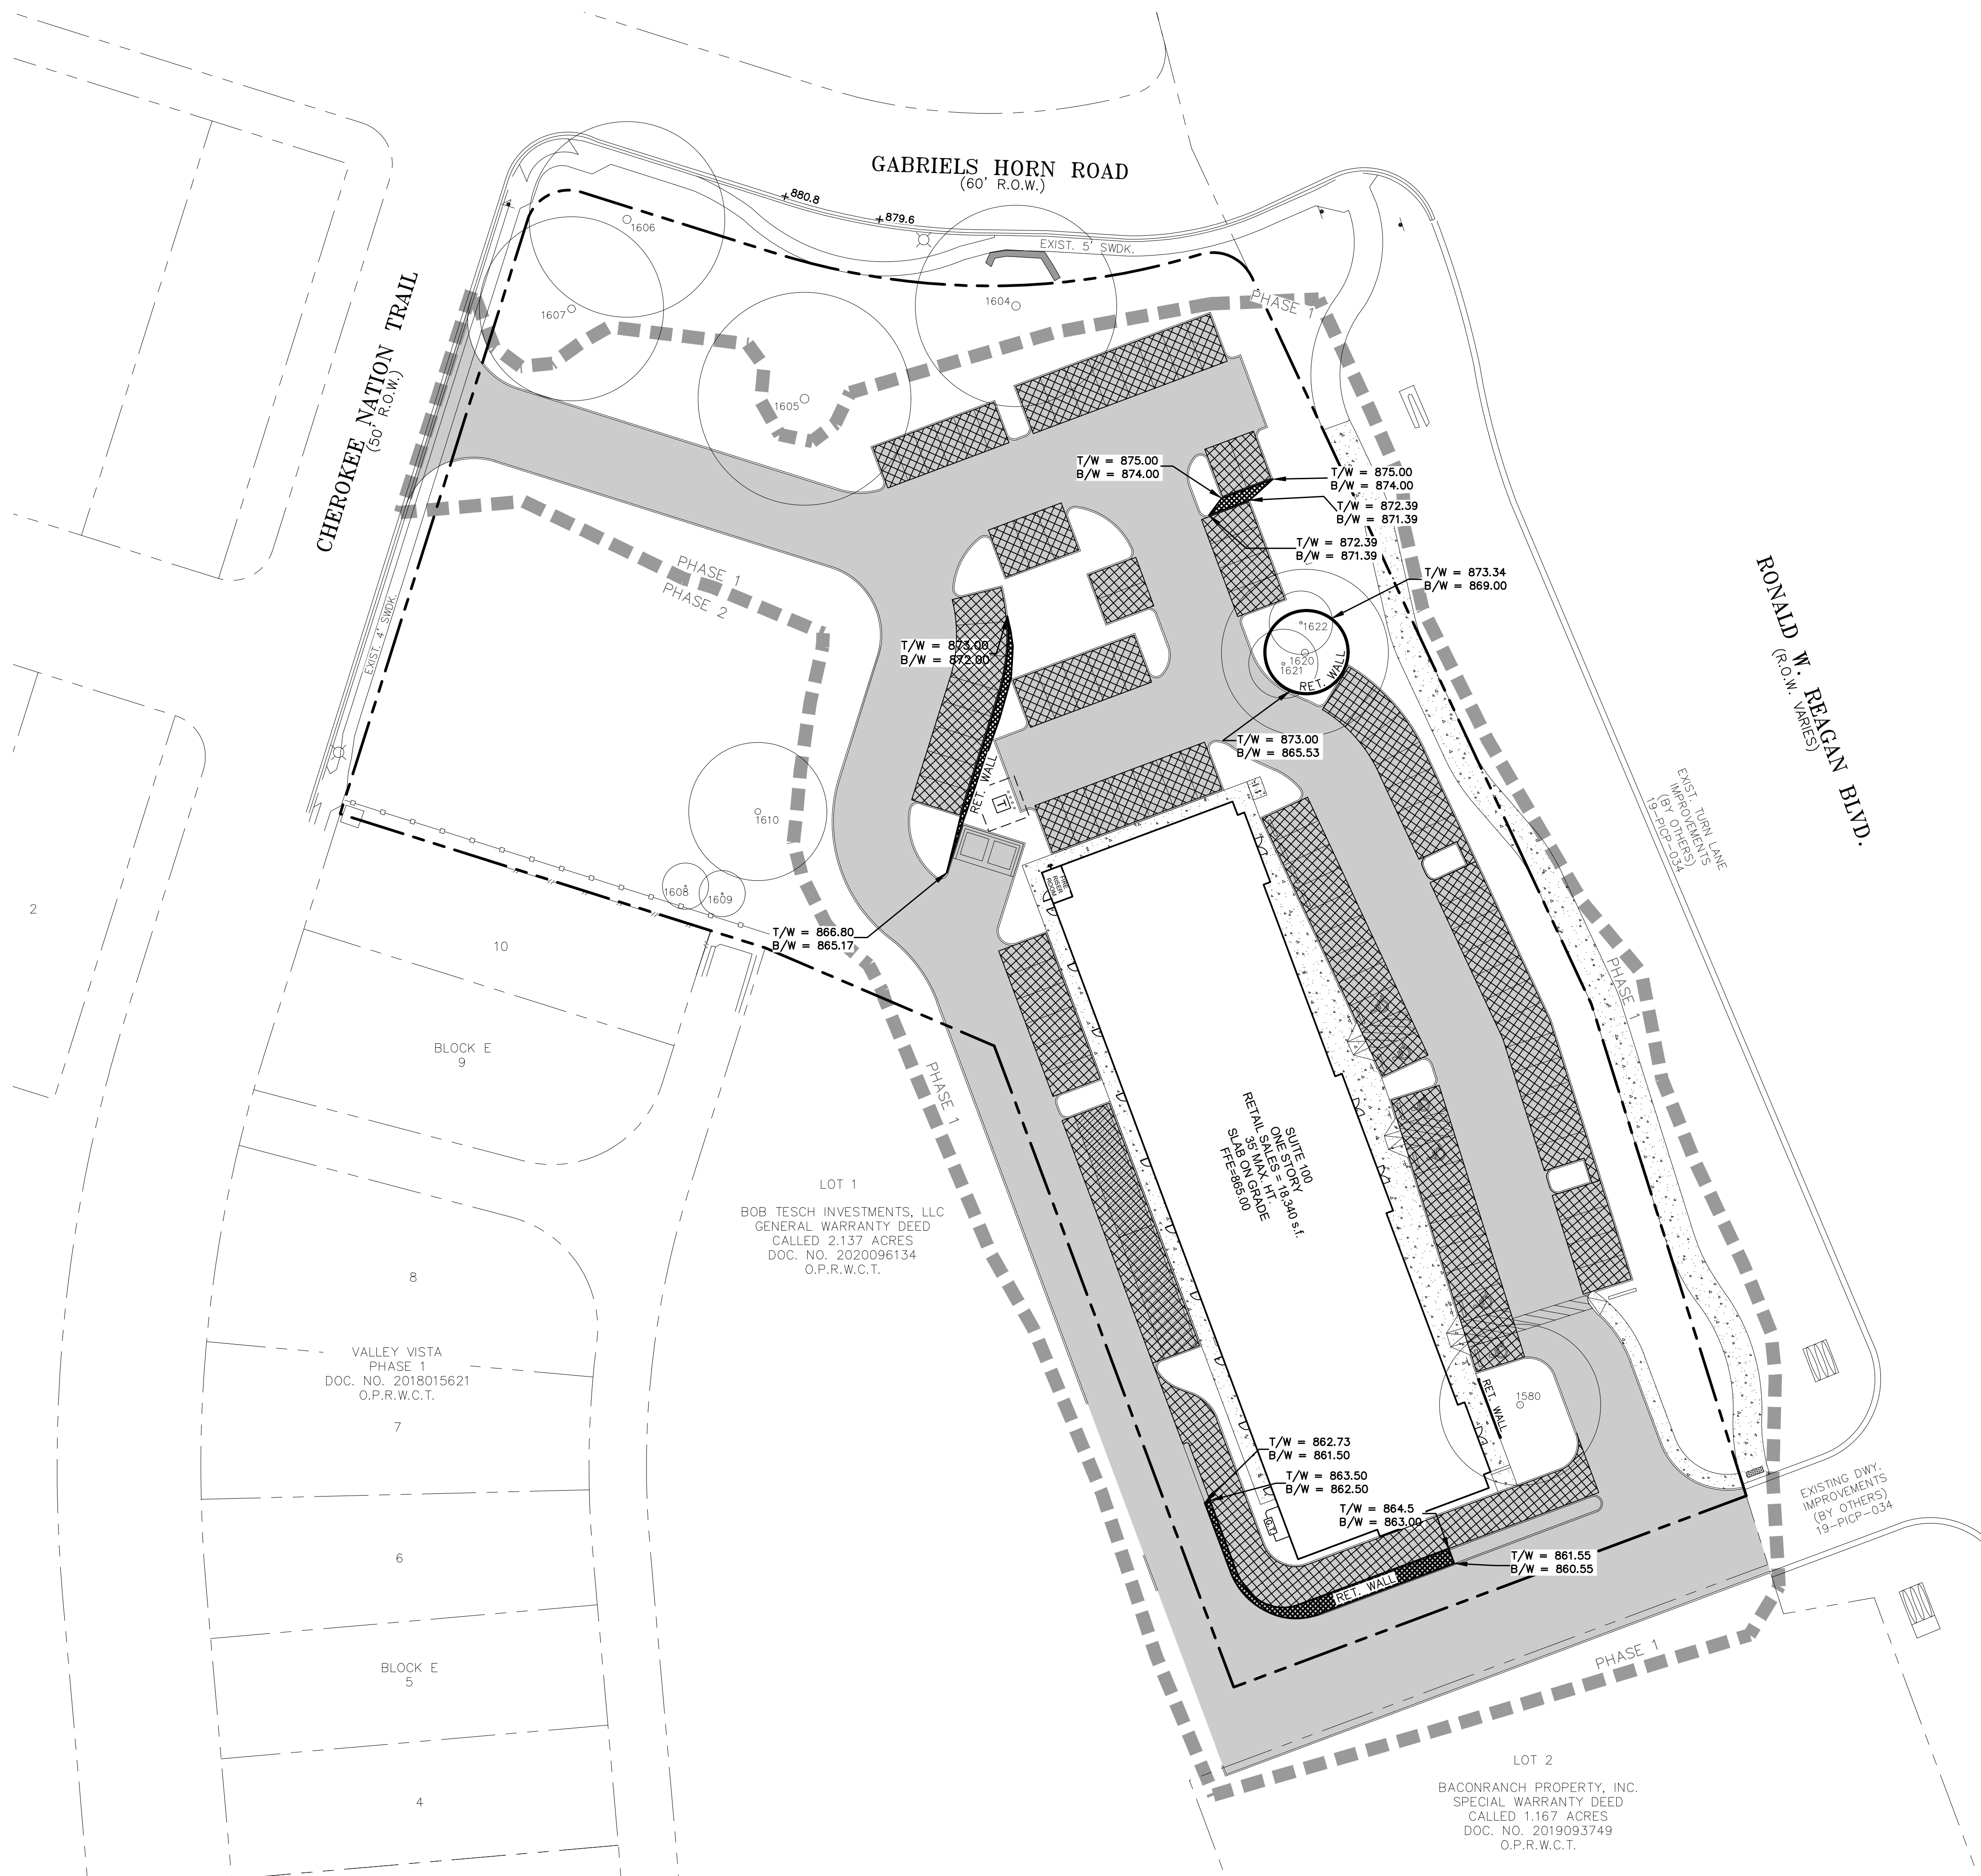 GABRIELS HORN ROAD
(60' R.O.W.)
+880.8
+879.6
EXIST. 5' SWDK.
1606
1607
1604
1605
PHASE 1
CHEROKEE NATION TRAIL
(50' R.O.W.)
T/W = 875.00
B/W = 874.00
T/W = 875.00
B/W = 874.00
T/W = 872.39
B/W = 871.39
T/W = 872.39
B/W = 871.39
T/W = 873.34
B/W = 869.00
PHASE 1
PHASE 2
EXIST. 4' SWDK.
RONALD W. REAGAN BLVD.
(R.O.W. VARIES)
T/W = 873.00
B/W = 872.00
1622
1620
1621
RET. WALL
T/W = 873.00
B/W = 865.53
RET. WALL
T
EXIST. TURN LANE
IMPROVEMENTS
(BY OTHERS)
19-PICP-034
1610
1608
1609
FIRE
RISER
ROOM
T/W = 866.80
B/W = 865.17
2
10
BLOCK E
9
PHASE 1
PHASE 1
SUITE 100
ONE STORY
RETAIL SALES = 18,340 s.f.
35' MAX. HT.
SLAB ON GRADE
FFE=865.00
LOT 1
BOB TESCH INVESTMENTS, LLC
GENERAL WARRANTY DEED
CALLED 2.137 ACRES
DOC. NO. 2020096134
O.P.R.W.C.T.
8
VALLEY VISTA
PHASE 1
DOC. NO. 2018015621
O.P.R.W.C.T.
7
1580
RET. WALL
T/W = 862.73
B/W = 861.50
T/W = 863.50
B/W = 862.50
T/W = 864.5
B/W = 863.00
G.T.
EXISTING DWY.
IMPROVEMENTS
(BY OTHERS)
19-PICP-034
T/W = 861.55
B/W = 860.55
RET. WALL
6
BLOCK E
5
PHASE 1
4
LOT 2
BACONRANCH PROPERTY, INC.
SPECIAL WARRANTY DEED
CALLED 1.167 ACRES
DOC. NO. 2019093749
O.P.R.W.C.T.